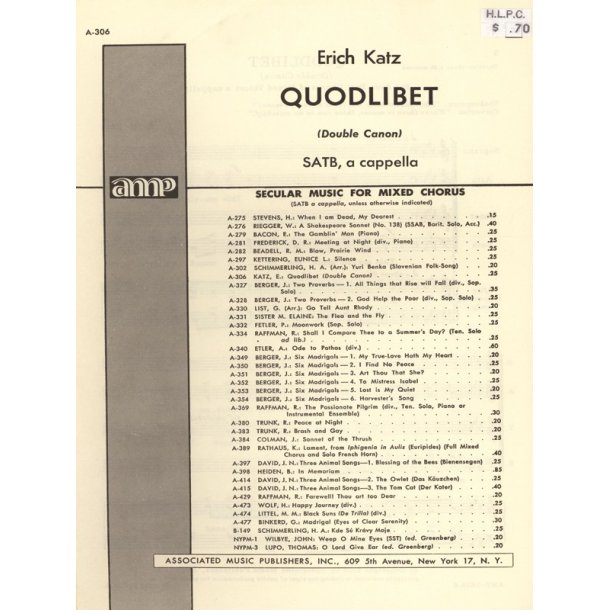 A-306
H.L.P.C.
$ .70
Erich Katz
QUODLIBET
(Double Canon)
SATB, a cappella
amp
SECULAR MUSIC FOR MIXED CHORUS
(SATB a cappella, unless otherwise indicated)
A-275 STEVENS, H.: When I am Dead, My Dearest .15
A-276 RIEGGER, W.: A Shakespeare Sonnet (No. 138) (SSAB, Barit. Solo, Acc.) .40
A-279 BACON, E.: The Gamblin' Man (Piano) .25
A-281 FREDERICK, D. R.: Meeting at Night (div., Piano) .25
A-282 BEADELL, R. M.: Blow, Prairie Wind .25
A-297 KETTERING, EUNICE L.: Silence .25
A-302 SCHIMMERLING, H. A. (Arr.): Yuri Benka (Slovenian Folk-Song) .20
A-306 KATZ, E.: Quodlibet (Double Canon) .25
A-327 BERGER, J.: Two Proverbs—1. All Things that Rise will Fall (div., Sop.
Solo) .35
A-328 BERGER, J.: Two Proverbs—2. God Help the Poor (div., Sop. Solo) .25
A-330 LIST, G. (Arr.): Go Tell Aunt Rhody .20
A-331 SISTER M. ELAINE: The Flea and the Fly .25
A-332 FETLER, P.: Moonwork (Sop. Solo) .25
A-334 RAFFMAN, R.: Shall I Compare Thee to a Summer's Day? (Ten. Solo
ad lib.) .25
A-340 ETLER, A.: Ode to Pothos (div.) .60
A-349 BERGER, J.: Six Madrigals—1. My True-Love Hath My Heart .20
A-350 BERGER, J.: Six Madrigals—2. I Find No Peace .25
A-351 BERGER, J.: Six Madrigals—3. Art Thou That She? .20
A-352 BERGER, J.: Six Madrigals—4. To Mistress Isabel .25
A-353 BERGER, J.: Six Madrigals—5. Lost is My Quiet .20
A-354 BERGER, J.: Six Madrigals—6. Harvester's Song .25
A-369 RAFFMAN, R.: The Passionate Pilgrim (div., Ten. Solo, Piano or
Instrumental Ensemble) .30
A-380 TRUNK, R.: Peace at Night .20
A-383 TRUNK, R.: Brash and Gay .20
A-384 COLMAN, J.: Sonnet of the Thrush .25
A-389 RATHAUS, K.: Lament, from Iphigenia in Aulis (Euripides) (Full Mixed
Chorus and Solo French Horn) .40
A-397 DAVID, J. N.: Three Animal Songs—1. Blessing of the Bees (Bienensegen) .25
A-398 HEIDEN, B.: In Memoriam .85
A-414 DAVID, J. N.: Three Animal Songs—2. The Owlet (Das Käuzchen) .25
A-415 DAVID, J. N.: Three Animal Songs—3. The Tom Cat (Der Kater) .40
A-429 RAFFMAN, R.: Farewell! Thou art too Dear .20
A-473 WOLF, H.: Happy Journey (div.) .25
A-474 LITTEL, M. M.: Black Suns (De Trilla) (div.) .25
A-477 BINKERD, G.: Madrigal (Eyes of Clear Serenity) .30
B-149 SCHIMMERLING, H. A.: Kde Sé Krávy Moje .25
NYPM-1 WILBYE, JOHN: Weep O Mine Eyes (SST) (ed. Greenberg) .20
NYPM-3 LUPO, THOMAS: O Lord Give Ear (ed. Greenberg) .20
ASSOCIATED MUSIC PUBLISHERS, INC., 609 5th Avenue, New York 17, N. Y.